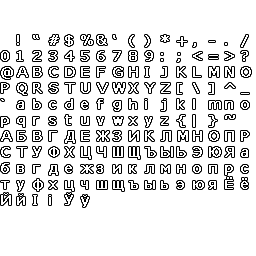 ! " # $ % & ' ( ) * + , - . /
0 1 2 3 4 5 6 7 8 9 : ; < = > ?
@ A B C D E F G H I J K L M N O
P Q R S T U V W X Y Z [ \ ] ^ _
` a b c d e f g h i j k l m n o
p q r s t u v w x y z { | } ~
А Б В Г Д Е Ж З И К Л М Н О П Р
С Т У Ф Х Ц Ч Ш Щ Ъ Ы Ь Э Ю Я а
б в г д е ж з и к л м н о п р с
т у ф х ц ч ш щ ъ ы ь э ю я Ё ё
Й й І і Ў ў